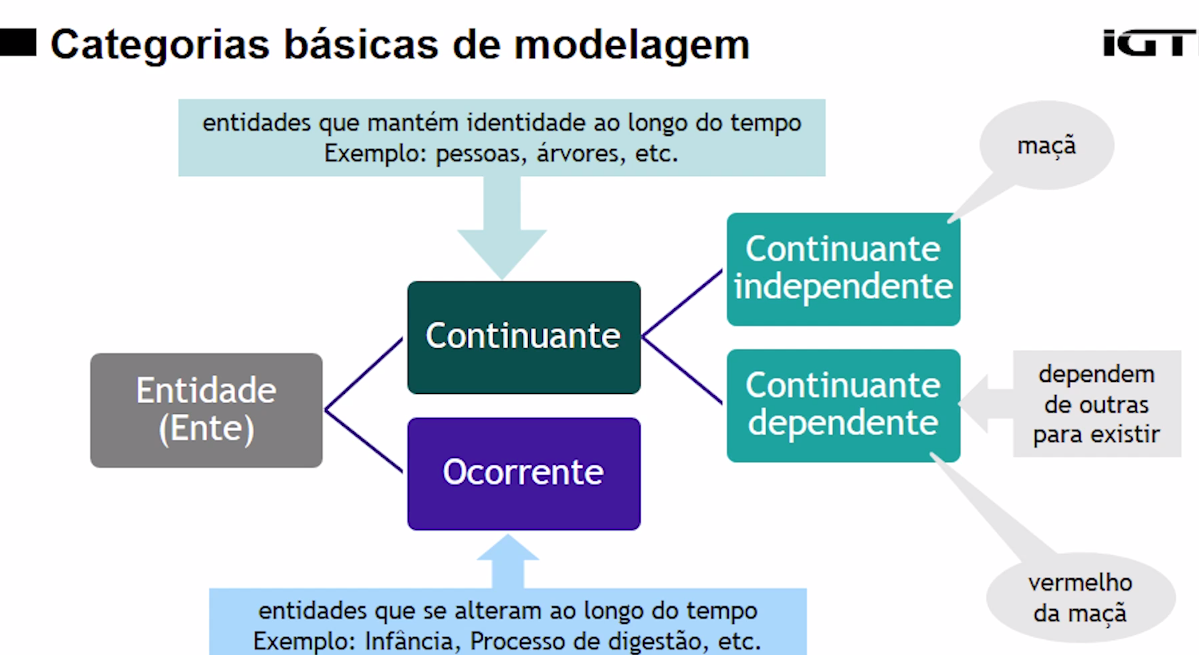 Categorias básicas de modelagem
iGT
entidades que mantém identidade ao longo do tempo
Exemplo: pessoas, árvores, etc.
maçã
Continuante
independente
Continuante
Entidade
(Ente)
Continuante
dependente
dependem
de outras
para existir
Ocorrente
vermelho
da maçã
entidades que se alteram ao longo do tempo
Exemplo: Infância, Processo de digestão, etc.